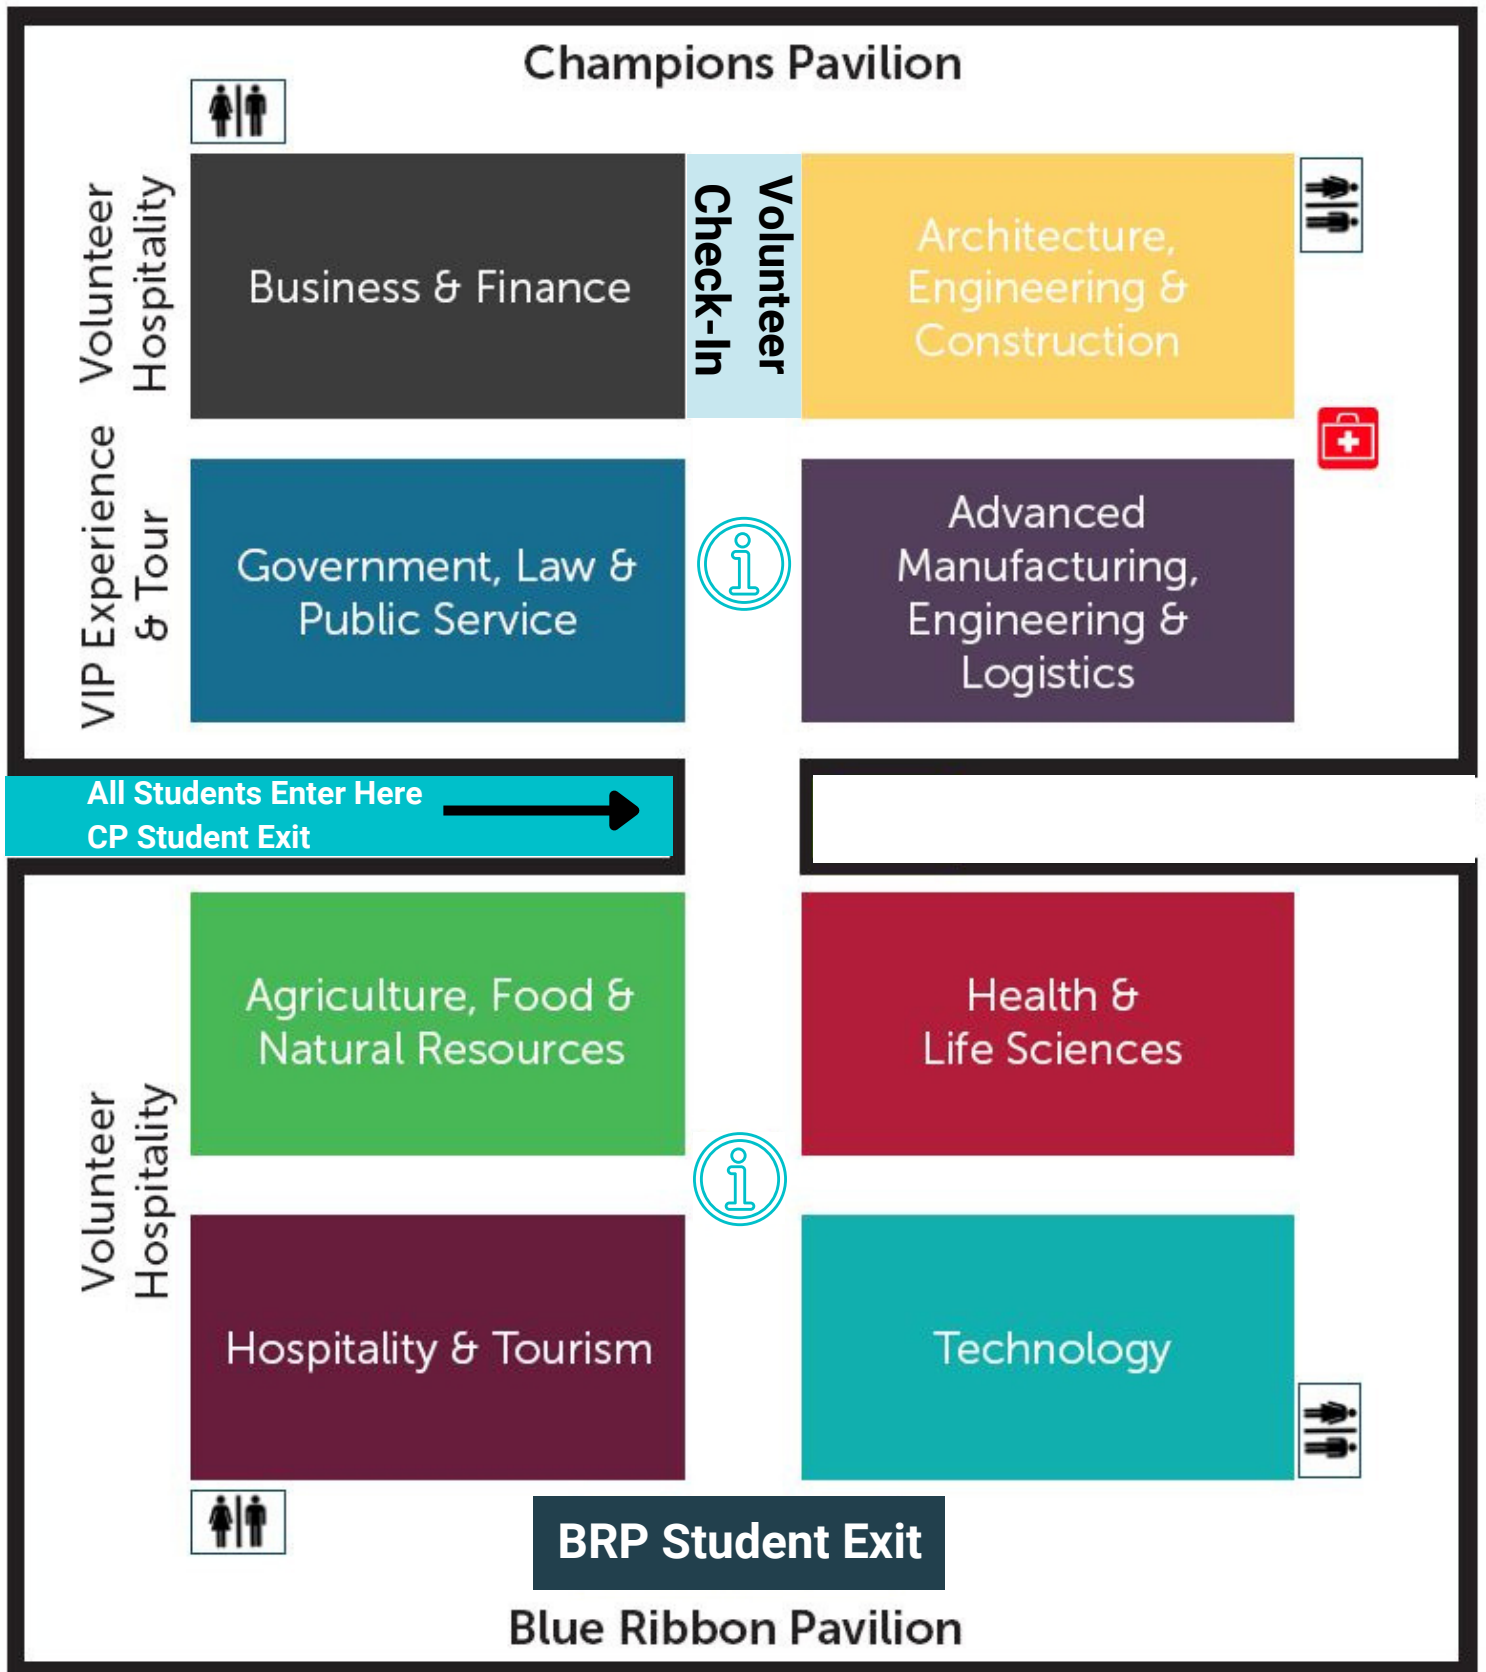 Champions Pavilion
Volunteer
Hospitality
Business & Finance
Volunteer
Check-In
Architecture,
Engineering &
Construction
VIP Experience
& Tour
Government, Law &
Public Service
Advanced
Manufacturing,
Engineering &
Logistics
All Students Enter Here
CP Student Exit
Agriculture, Food &
Natural Resources
Health &
Life Sciences
Volunteer
Hospitality
Hospitality & Tourism
Technology
BRP Student Exit
Blue Ribbon Pavilion